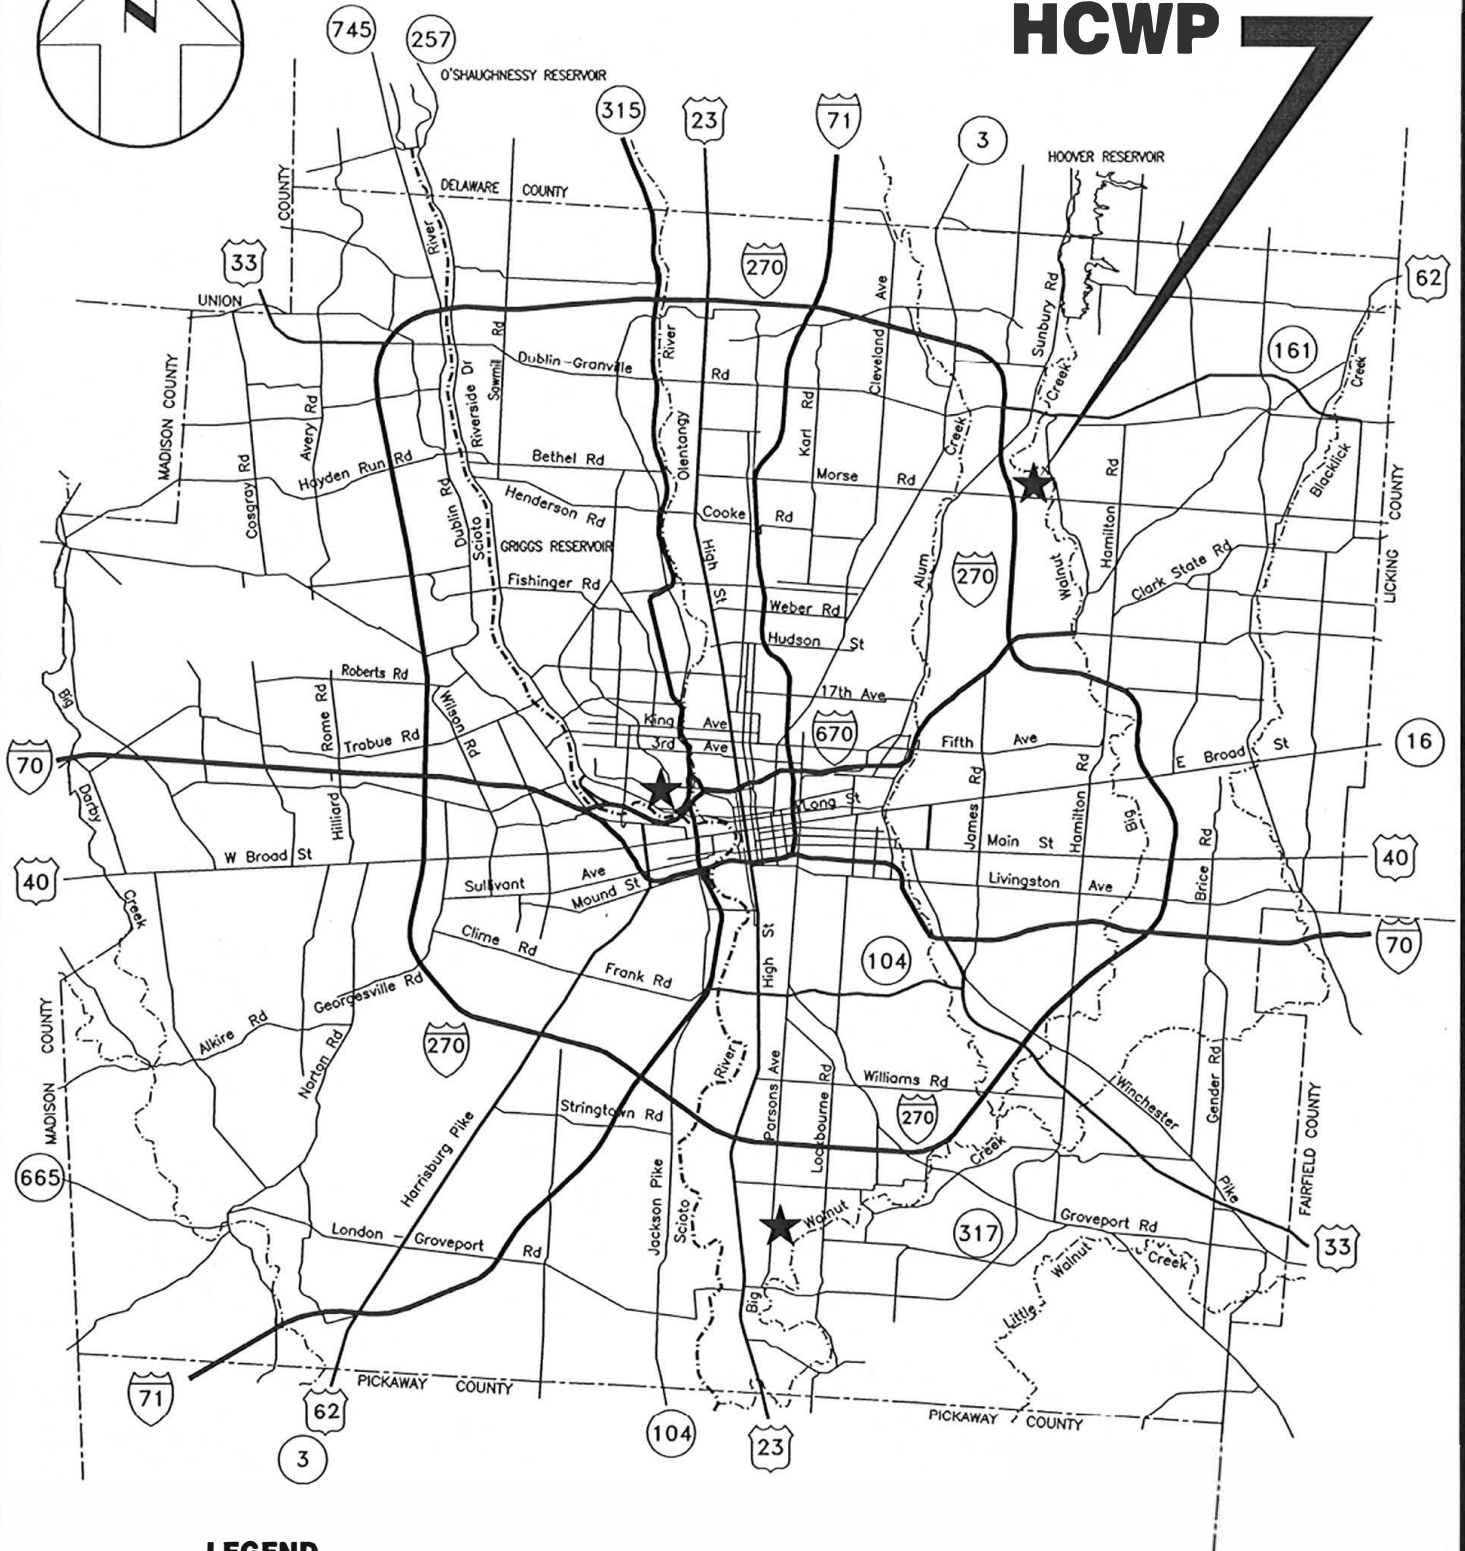 N
745
257
HCWP
O'SHAUGHNESSY RESERVOIR
315
23
71
3
HOOVER RESERVOIR
DELAWARE COUNTY
COUNTY
River
33
270
62
UNION
Ave
Sunbury Rd
Rd
River
161
Dublin-Granville Rd
Cleveland
Creek
Creek
MADISON COUNTY
Sawmill
Riverside Dr
Karl Rd
Avery Rd
Creek
Olentangy
Hayden Run Rd
Bethel Rd
Morse Rd
Cosgray Rd
Rd
Blacklick
COUNTY
Dublin Rd
Henderson Rd
Cooke Rd
Scioto
GRIGGS RESERVOIR
High St
Hamilton
Clark State Rd
Fishinger Rd
Alum
270
Walnut
LICKING
Weber Rd
Hudson St
Roberts Rd
Big
Rome Rd
Wilson Rd
17th Ave
King Ave
670
Trabue Rd
3rd Ave
Fifth Ave
E Broad St
16
70
Darby
Hilliard
Long St
James Rd
Hamilton Rd
Big
W Broad St
Main St
Brice Rd
40
40
Sullivant Ave
Mound St
Livingston Ave
Creek
Clime Rd
High St
104
70
Frank Rd
Georgesville Rd
COUNTY
Alkire Rd
270
Norton Rd
River
Parsons Ave
Lockbourne Rd
Williams Rd
Gender Rd
Winchester
MADISON
Stringtown Rd
270
FAIRFIELD COUNTY
Harrisburg Pike
Creek
665
Jackson Pike
Scioto
Walnut
Pike
London - Groveport Rd
317
Groveport Rd
33
Walnut
Creek
Big
Little
71
62
PICKAWAY COUNTY
PICKAWAY COUNTY
3
104
23
LEGEND